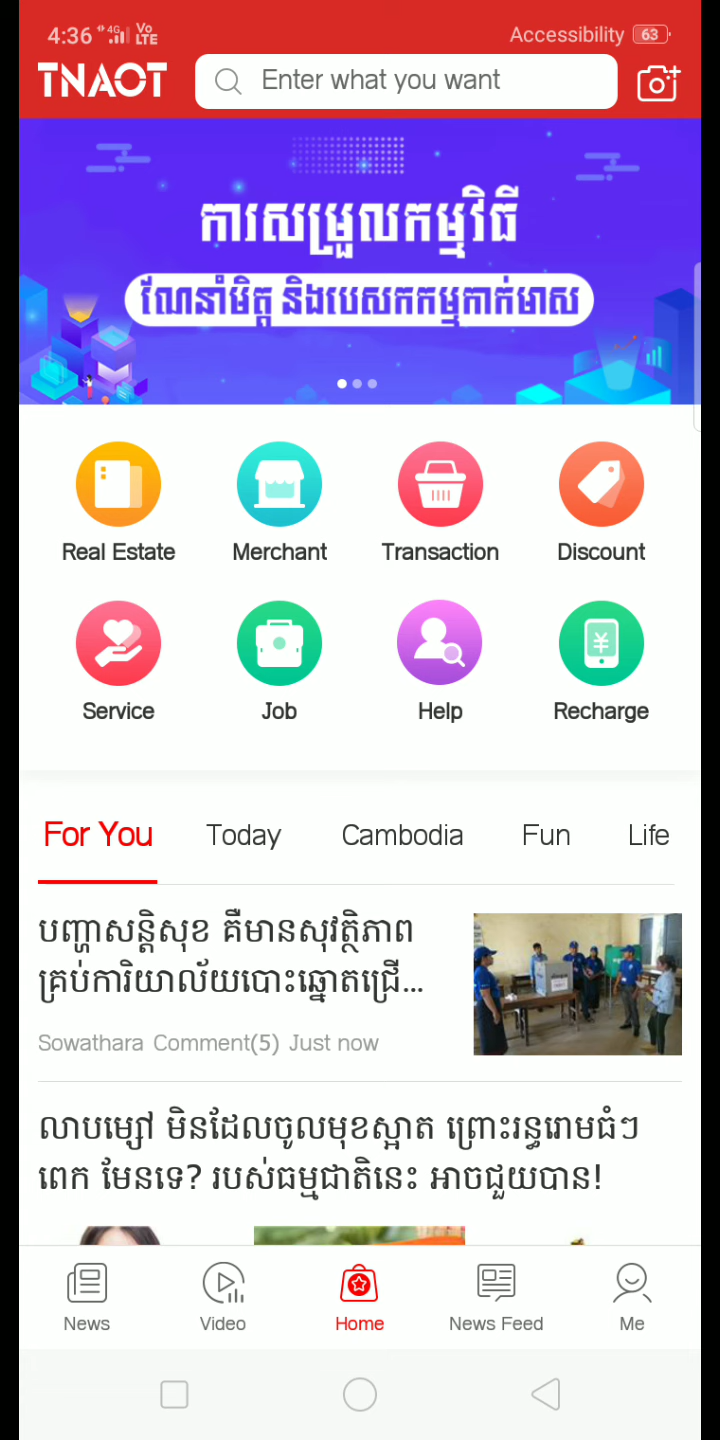 4:36 4G Vo LTE Accessibility 63
TNAOT Enter what you want
ការសម្រួលកម្មវិធី
ណែនាំមិត្ត និងបេសកកម្មកាក់មាស
Real Estate Merchant Transaction Discount
Service Job Help Recharge
For You Today Cambodia Fun Life
បញ្ហាសន្តិសុខ គឺមានសុវត្ថិភាព
គ្រប់ការិយាល័យបោះឆ្នោតជ្រើ...
Sowathara Comment(5) Just now
លាបម្សៅ មិនដែលចូលមុខស្អាត ព្រោះរន្ធរោមធំៗ
ពេក មែនទេ? របស់ធម្មជាតិនេះ អាចជួយបាន!
News Video Home News Feed Me